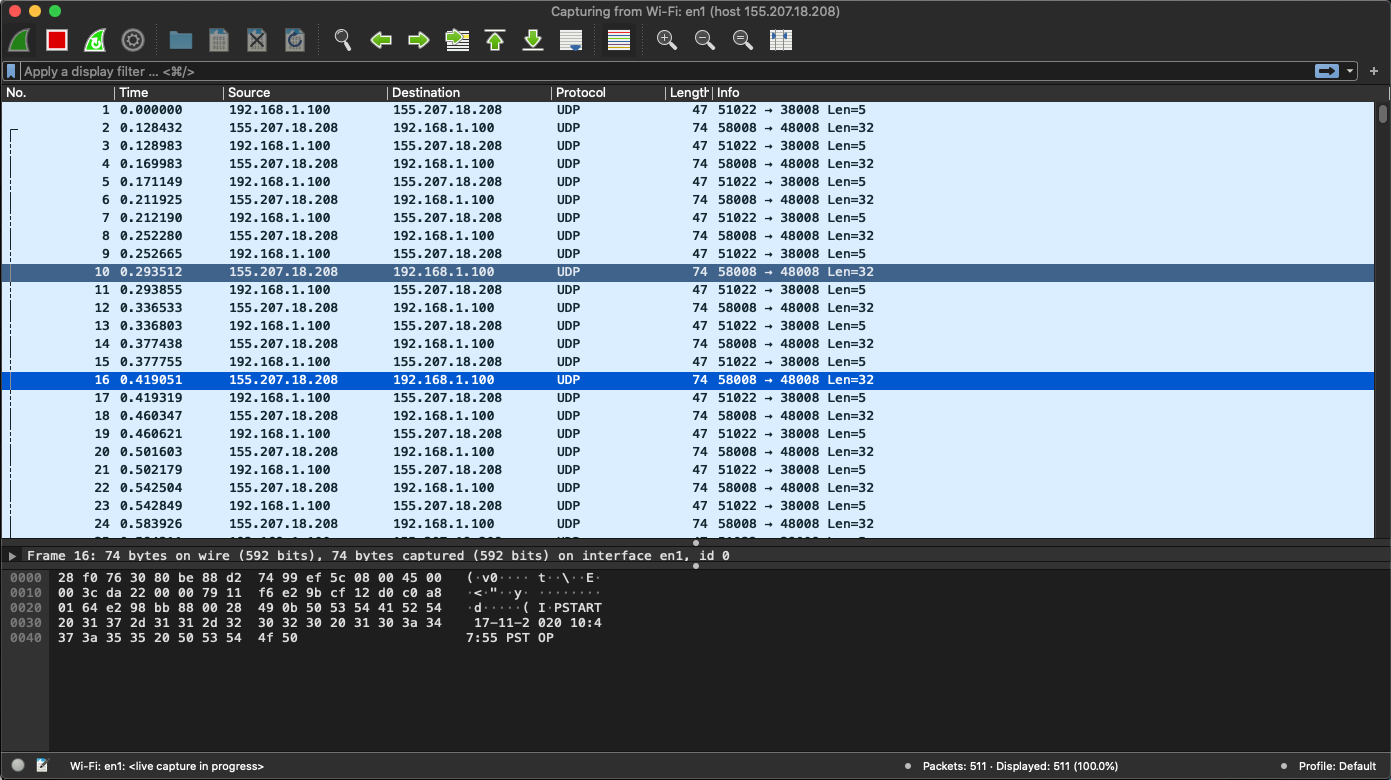 Capturing from Wi-Fi: en1 (host 155.207.18.208)
Apply a display filter ... <⌘/>
No. Time Source Destination Protocol Length Info
1 0.000000 192.168.1.100 155.207.18.208 UDP 47 51022 → 38008 Len=5
2 0.128432 155.207.18.208 192.168.1.100 UDP 74 58008 → 48008 Len=32
3 0.128983 192.168.1.100 155.207.18.208 UDP 47 51022 → 38008 Len=5
4 0.169983 155.207.18.208 192.168.1.100 UDP 74 58008 → 48008 Len=32
5 0.171149 192.168.1.100 155.207.18.208 UDP 47 51022 → 38008 Len=5
6 0.211925 155.207.18.208 192.168.1.100 UDP 74 58008 → 48008 Len=32
7 0.212190 192.168.1.100 155.207.18.208 UDP 47 51022 → 38008 Len=5
8 0.252280 155.207.18.208 192.168.1.100 UDP 74 58008 → 48008 Len=32
9 0.252665 192.168.1.100 155.207.18.208 UDP 47 51022 → 38008 Len=5
10 0.293512 155.207.18.208 192.168.1.100 UDP 74 58008 → 48008 Len=32
11 0.293855 192.168.1.100 155.207.18.208 UDP 47 51022 → 38008 Len=5
12 0.336533 155.207.18.208 192.168.1.100 UDP 74 58008 → 48008 Len=32
13 0.336803 192.168.1.100 155.207.18.208 UDP 47 51022 → 38008 Len=5
14 0.377438 155.207.18.208 192.168.1.100 UDP 74 58008 → 48008 Len=32
15 0.377755 192.168.1.100 155.207.18.208 UDP 47 51022 → 38008 Len=5
16 0.419051 155.207.18.208 192.168.1.100 UDP 74 58008 → 48008 Len=32
17 0.419319 192.168.1.100 155.207.18.208 UDP 47 51022 → 38008 Len=5
18 0.460347 155.207.18.208 192.168.1.100 UDP 74 58008 → 48008 Len=32
19 0.460621 192.168.1.100 155.207.18.208 UDP 47 51022 → 38008 Len=5
20 0.501603 155.207.18.208 192.168.1.100 UDP 74 58008 → 48008 Len=32
21 0.502179 192.168.1.100 155.207.18.208 UDP 47 51022 → 38008 Len=5
22 0.542504 155.207.18.208 192.168.1.100 UDP 74 58008 → 48008 Len=32
23 0.542849 192.168.1.100 155.207.18.208 UDP 47 51022 → 38008 Len=5
24 0.583926 155.207.18.208 192.168.1.100 UDP 74 58008 → 48008 Len=32
Frame 16: 74 bytes on wire (592 bits), 74 bytes captured (592 bits) on interface en1, id 0
0000 28 f0 76 30 80 be 88 d2 74 99 ef 5c 08 00 45 00 (·v0···· t··\··E·
0010 00 3c da 22 00 00 79 11 f6 e2 9b cf 12 d0 c0 a8 ·<·"··y· ········
0020 01 64 e2 98 bb 88 00 28 49 0b 50 53 54 41 52 54 ·d·····( I·PSTART
0030 20 31 37 2d 31 31 2d 32 30 32 30 20 31 30 3a 34 17-11-2 020 10:4
0040 37 3a 35 35 20 50 53 54 4f 50 7:55 PST OP
Wi-Fi: en1: <live capture in progress> Packets: 511 · Displayed: 511 (100.0%) Profile: Default